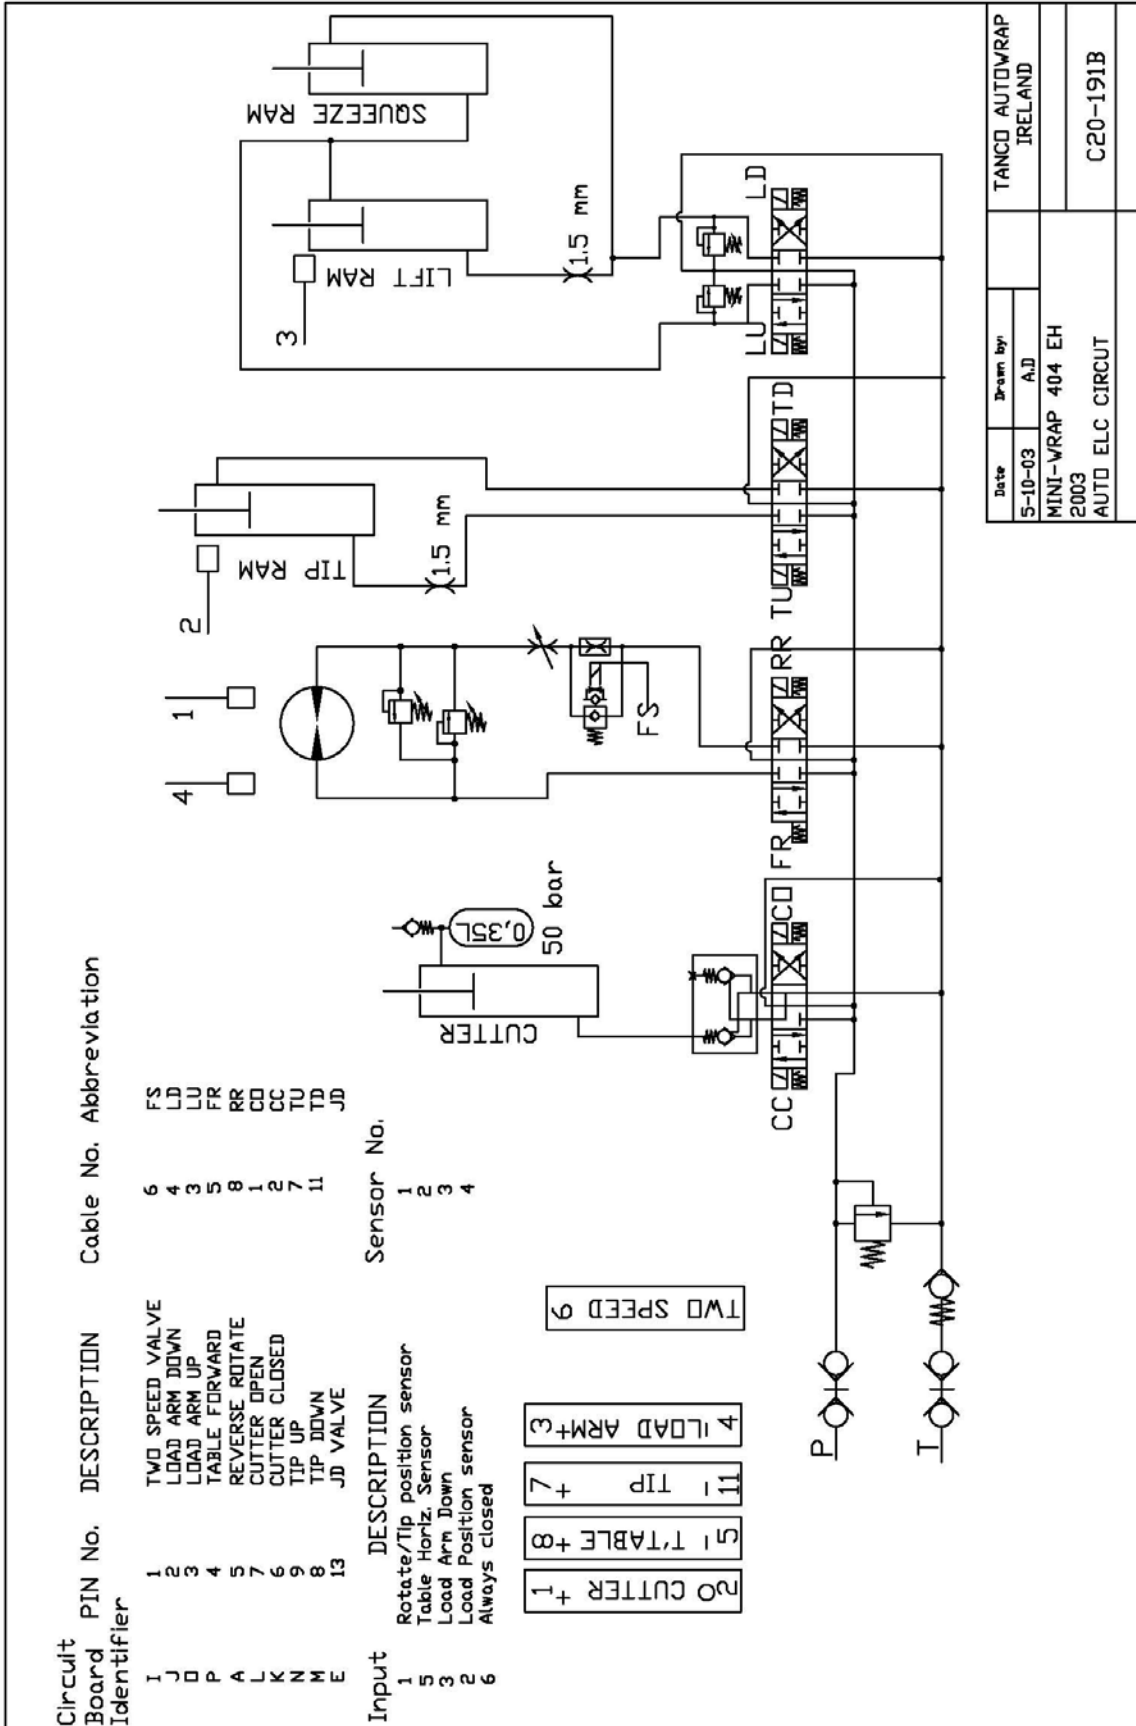 Circuit
Board PIN No. DESCRIPTION Cable No. Abbreviation
Identifier
I 1 TWO SPEED VALVE 6 FS
J 2 LOAD ARM DOWN 4 LD
O 3 LOAD ARM UP 3 LU
P 4 TABLE FORWARD 5 FR
A 5 REVERSE ROTATE 8 RR
L 7 CUTTER OPEN 1 CO
K 6 CUTTER CLOSED 2 CC
N 9 TIP UP 7 TU
M 8 TIP DOWN 11 TD
E 13 JD VALVE JD
Input DESCRIPTION Sensor No.
1 Rotate/Tip position sensor 1
5 Table Horiz. Sensor 2
3 Load Arm Down 3
2 Load Position sensor 4
6 Always closed
1 + CUTTER O 2
8+ T'TABLE - 5
7 + TIP - 11
3 + LOAD ARM - 4
TWO SPEED 6
CUTTER
0,35L
50 bar
4
1
2
TIP RAM
1.5 mm
3
LIFT RAM
1.5 mm
SQUEEZE RAM
FS
CC
CO
FR
RR
TU
TD
LU
LD
P
T
Date Drawn by:
5-10-03 A.D
TANCO AUTOWRAP
IRELAND
MINI-WRAP 404 EH
2003
AUTO ELC CIRCUT
C20-191B